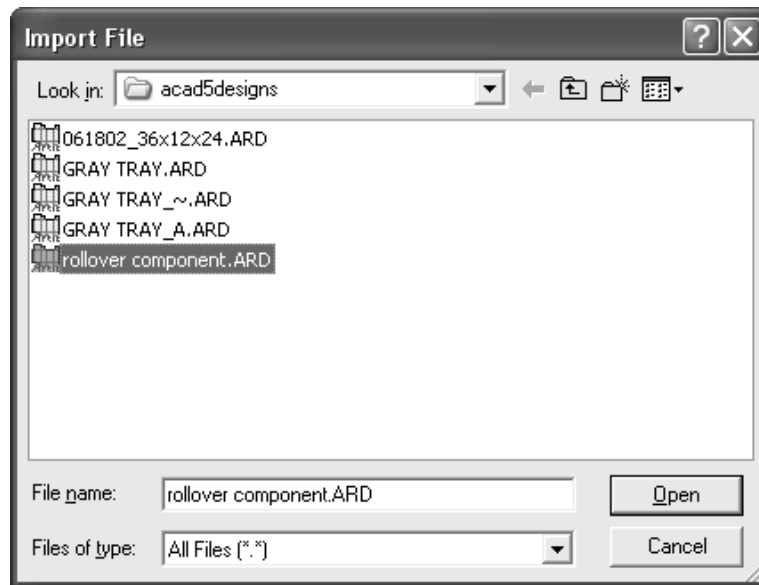 Import File
Look in: acad5designs
061802_36x12x24.ARD
GRAY TRAY.ARD
GRAY TRAY_~.ARD
GRAY TRAY_A.ARD
rollover component.ARD
File name: rollover component.ARD Open
Files of type: All Files (*.*) Cancel